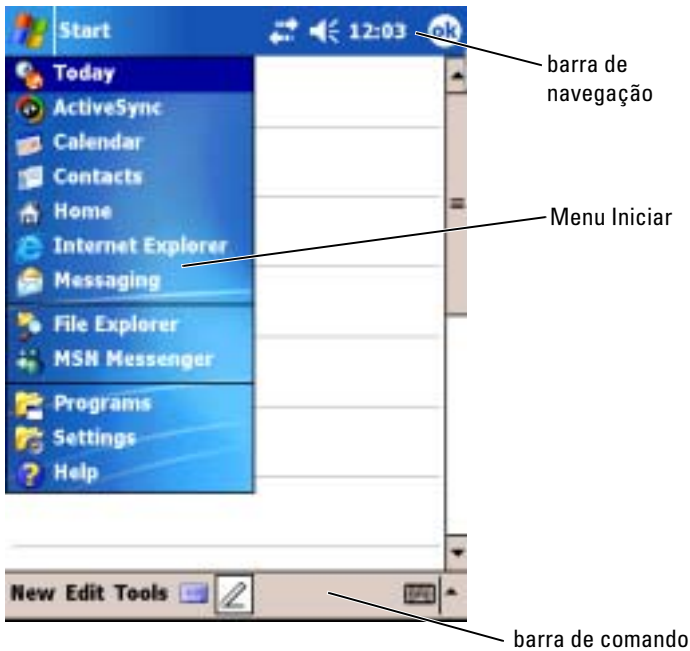 Start 12:03 ok
barra de
navegação
Today
ActiveSync
Calendar
Contacts
Home
Menu Iniciar
Internet Explorer
Messaging
File Explorer
MSN Messenger
Programs
Settings
Help
New Edit Tools
barra de comando